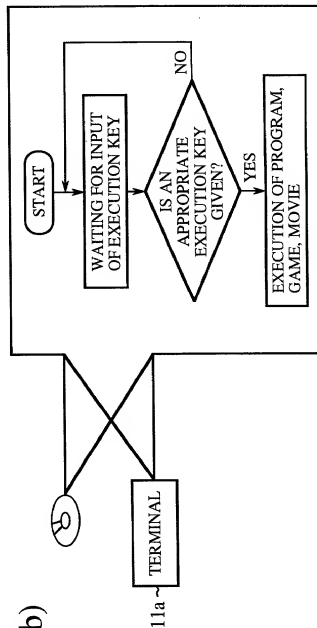 b)
TERMINAL
11a
START
WAITING FOR INPUT
OF EXECUTION KEY
IS AN
APPROPRIATE
EXECUTION KEY
GIVEN?
NO
YES
EXECUTION OF PROGRAM,
GAME, MOVIE